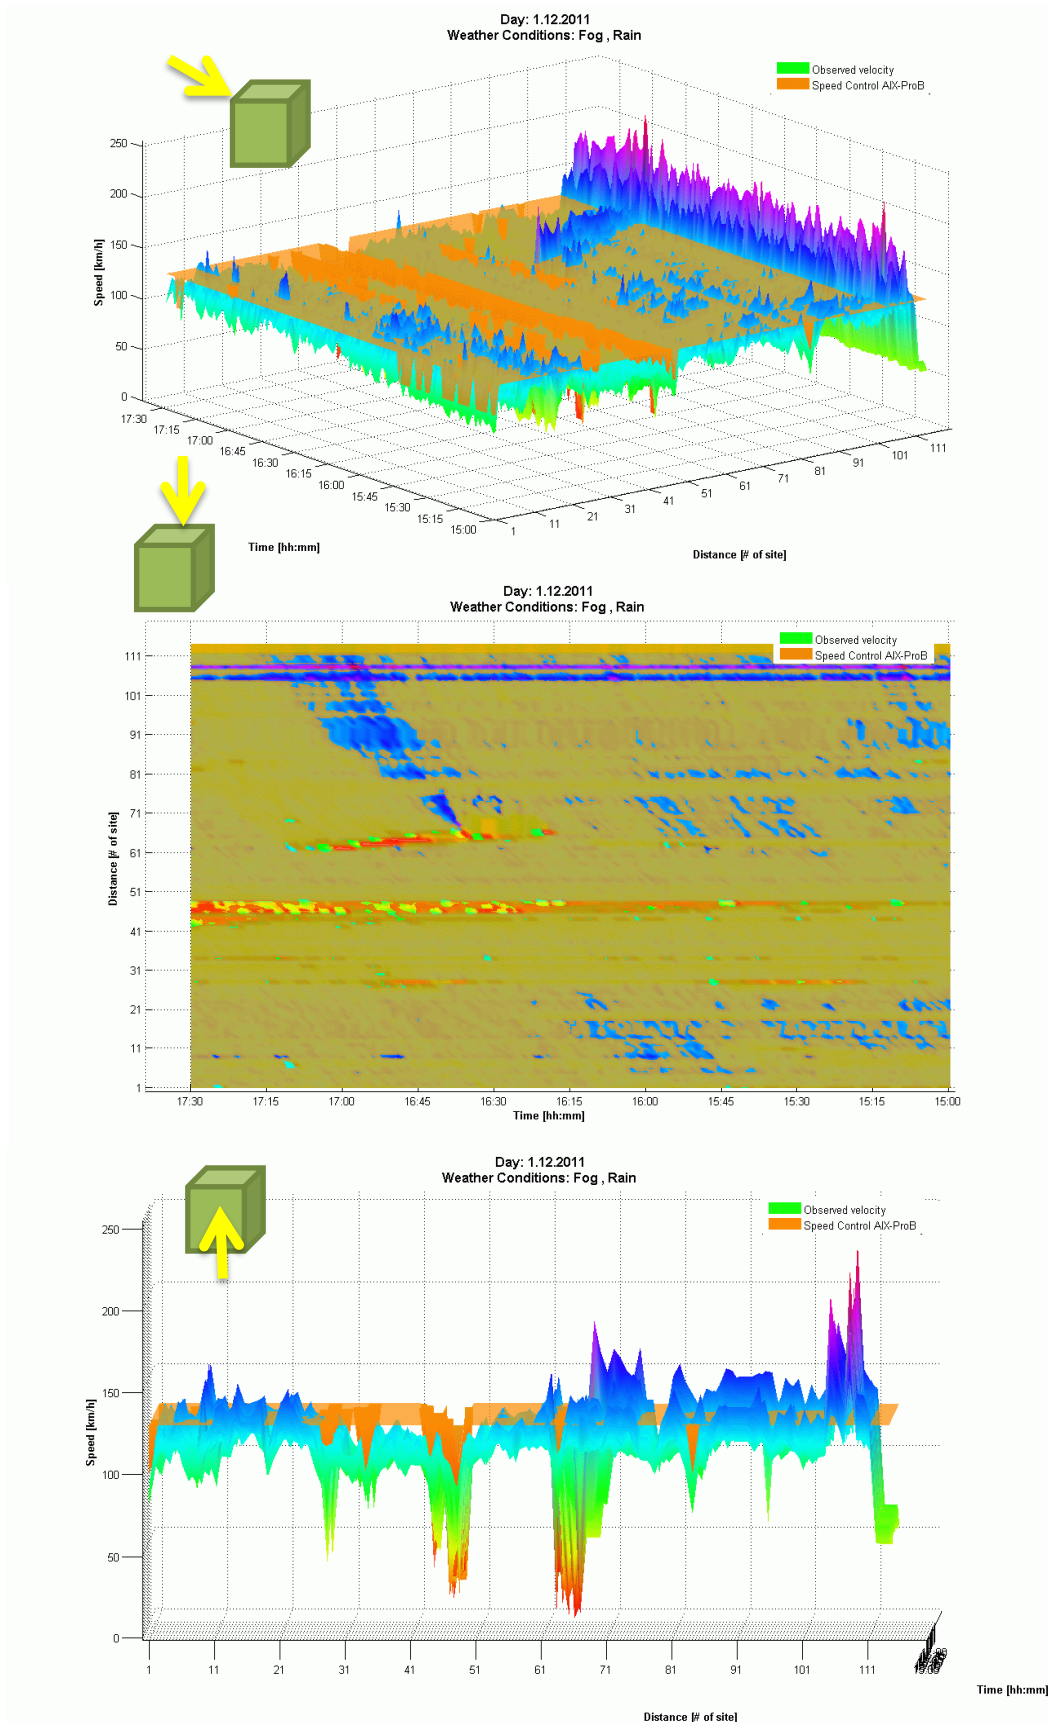 Day: 1.12.2011
Weather Conditions: Fog , Rain
Observed velocity
Speed Control AIX-ProB
250
200
150
100
50
0
Speed [km/h]
17:30
17:15
17:00
16:45
16:30
16:15
16:00
15:45
15:30
15:15
15:00
1
11
21
31
41
51
61
71
81
91
101
111
Time [hh:mm]
Distance [# of site]
Day: 1.12.2011
Weather Conditions: Fog , Rain
Observed velocity
Speed Control AIX-ProB
111
101
91
81
71
61
51
41
31
21
11
1
Distance [# of site]
17:30 17:15 17:00 16:45 16:30 16:15 16:00 15:45 15:30 15:15 15:00
Time [hh:mm]
Day: 1.12.2011
Weather Conditions: Fog , Rain
Observed velocity
Speed Control AIX-ProB
250
200
150
100
50
0
Speed [km/h]
1 11 21 31 41 51 61 71 81 91 101 111
Time [hh:mm]
Distance [# of site]